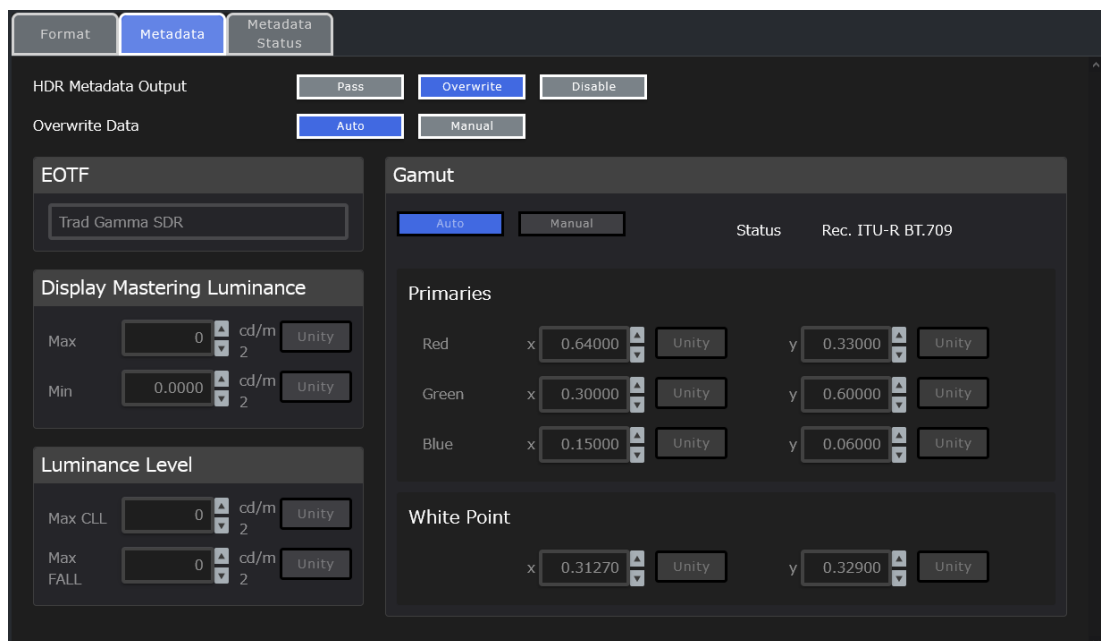 Format
Metadata
Metadata
Status
HDR Metadata Output
Pass
Overwrite
Disable
Overwrite Data
Auto
Manual
EOTF
Trad Gamma SDR
Display Mastering Luminance
Max 0 cd/m
2 Unity
Min 0.0000 cd/m
2 Unity
Luminance Level
Max CLL 0 cd/m
2 Unity
Max
FALL 0 cd/m
2 Unity
Gamut
Auto Manual Status Rec. ITU-R BT.709
Primaries
Red x 0.64000 Unity y 0.33000 Unity
Green x 0.30000 Unity y 0.60000 Unity
Blue x 0.15000 Unity y 0.06000 Unity
White Point
x 0.31270 Unity y 0.32900 Unity